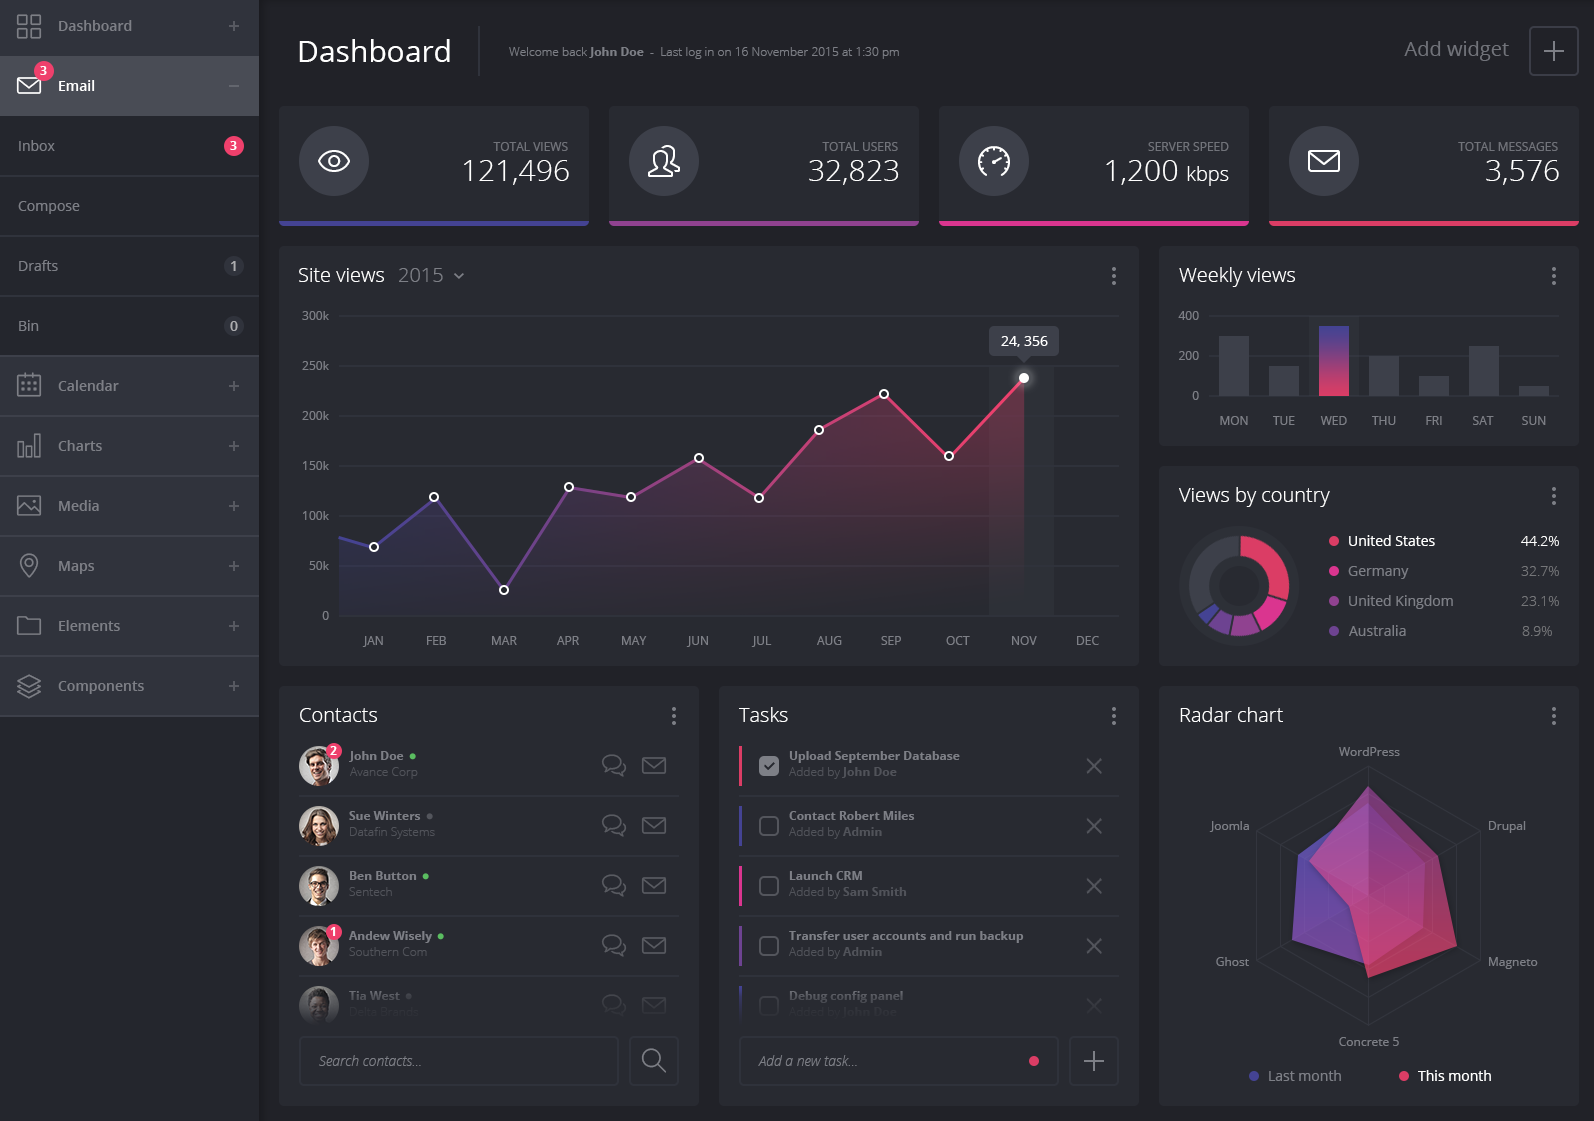 Dashboard
3
Email
Inbox 3
Compose
Drafts 1
Bin 0
Calendar
Charts
Media
Maps
Elements
Components
Dashboard
Welcome back John Doe - Last log in on 16 November 2015 at 1:30 pm
Add widget
TOTAL VIEWS
121,496
TOTAL USERS
32,823
SERVER SPEED
1,200 kbps
TOTAL MESSAGES
3,576
Site views 2015
300k
250k
200k
150k
100k
50k
0
24, 356
JAN FEB MAR APR MAY JUN JUL AUG SEP OCT NOV DEC
Weekly views
400
200
0
MON TUE WED THU FRI SAT SUN
Views by country
United States 44.2%
Germany 32.7%
United Kingdom 23.1%
Australia 8.9%
Contacts
2
John Doe
Avance Corp
Sue Winters
Datafin Systems
Ben Button
Sentech
1
Andew Wisely
Southern Com
Tia West
Delta Brands
Search contacts...
Tasks
Upload September Database
Added by John Doe
Contact Robert Miles
Added by Admin
Launch CRM
Added by Sam Smith
Transfer user accounts and run backup
Added by Admin
Debug config panel
Added by John Doe
Add a new task...
Radar chart
WordPress
Joomla
Drupal
Ghost
Magneto
Concrete 5
Last month
This month